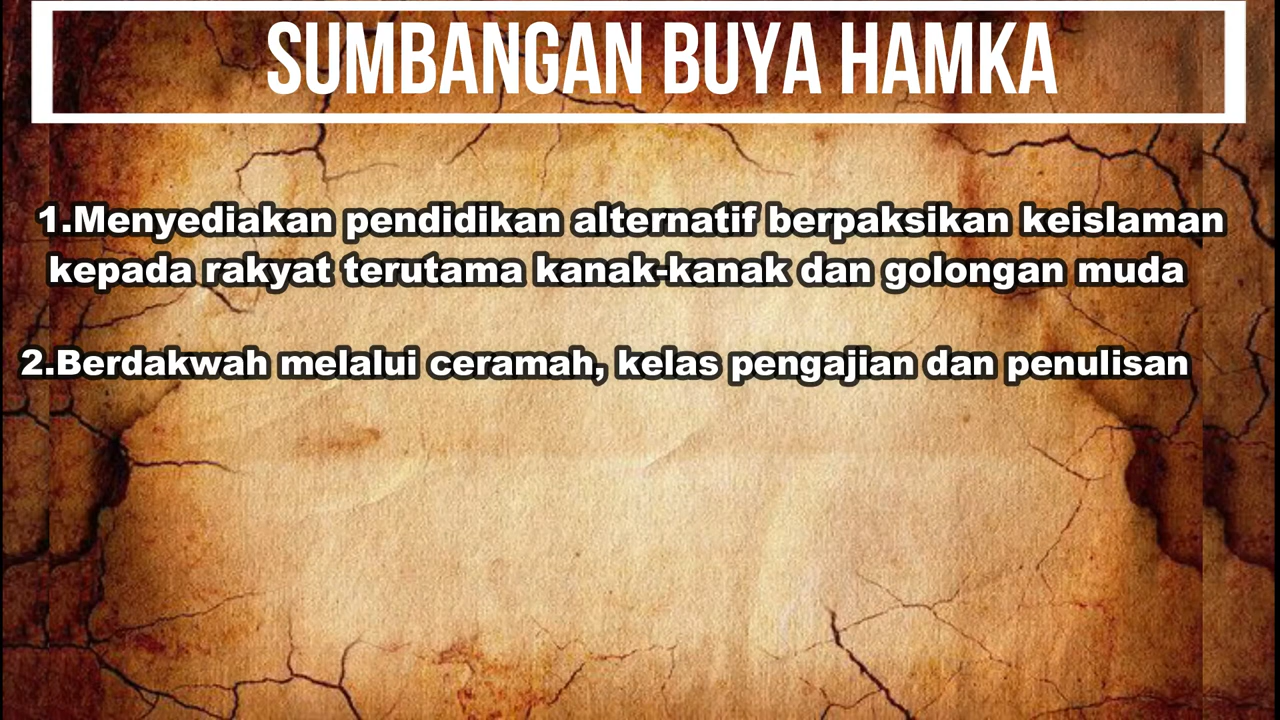 SUMBANGAN BUYA HAMKA
1.Menyediakan pendidikan alternatif berpaksikan keislaman
kepada rakyat terutama kanak-kanak dan golongan muda
2.Berdakwah melalui ceramah, kelas pengajian dan penulisan